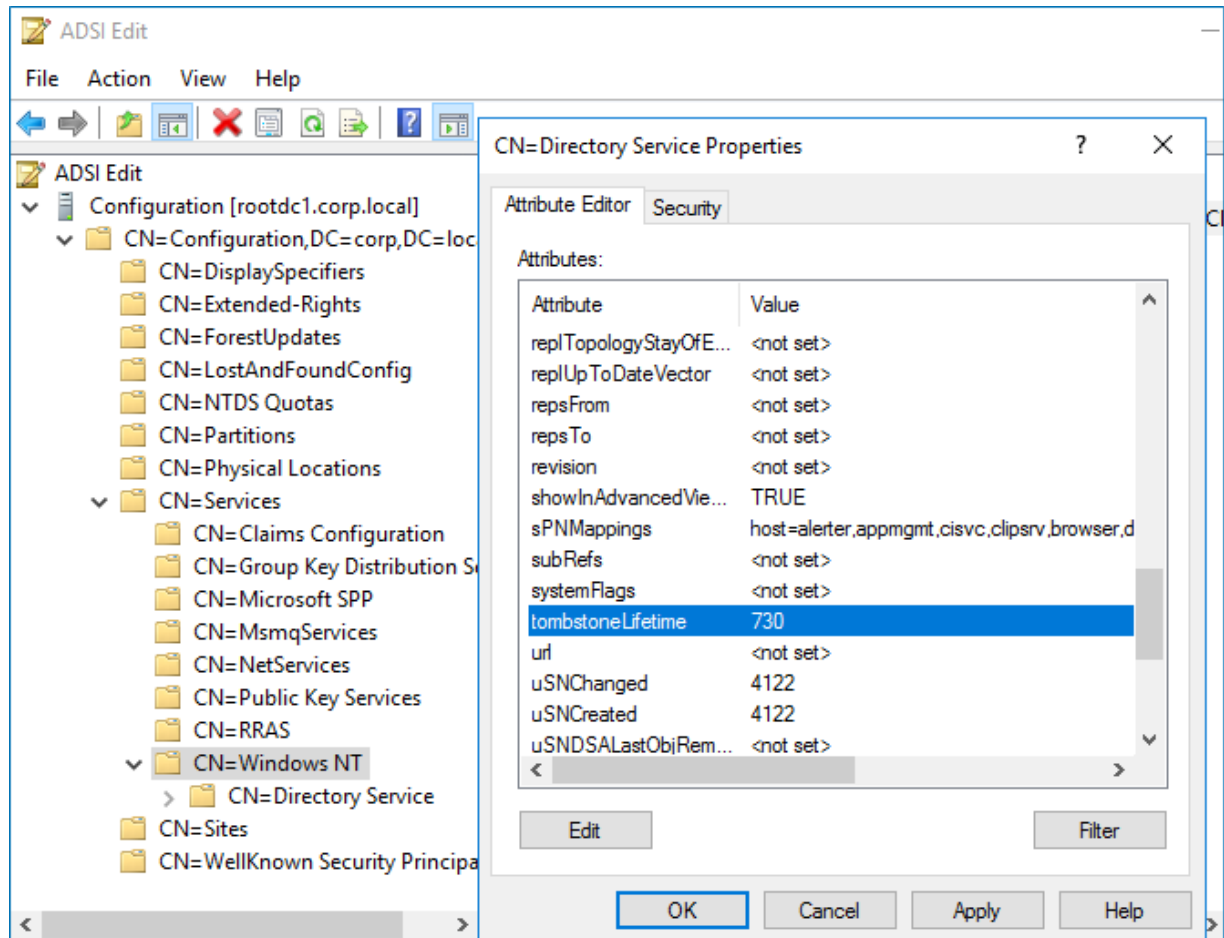 ADSI Edit
File Action View Help
ADSI Edit
Configuration [rootdc1.corp.local]
CN=Configuration,DC=corp,DC=loc
CN=DisplaySpecifiers
CN=Extended-Rights
CN=ForestUpdates
CN=LostAndFoundConfig
CN=NTDS Quotas
CN=Partitions
CN=Physical Locations
CN=Services
CN=Claims Configuration
CN=Group Key Distribution S
CN=Microsoft SPP
CN=MsmqServices
CN=NetServices
CN=Public Key Services
CN=RRAS
CN=Windows NT
CN=Directory Service
CN=Sites
CN=WellKnown Security Principa
CN=Directory Service Properties ?
Attribute Editor Security
Attributes:
Attribute Value
replTopologyStayOfE... <not set>
replUpToDateVector <not set>
repsFrom <not set>
repsTo <not set>
revision <not set>
showInAdvancedVie... TRUE
sPNMappings host=alerter,appmgmt,cisvc,clipsrv,browser,d
subRefs <not set>
systemFlags <not set>
tombstoneLifetime 730
url <not set>
uSNChanged 4122
uSNCreated 4122
uSNDSALastObjRem... <not set>
Edit Filter
OK Cancel Apply Help